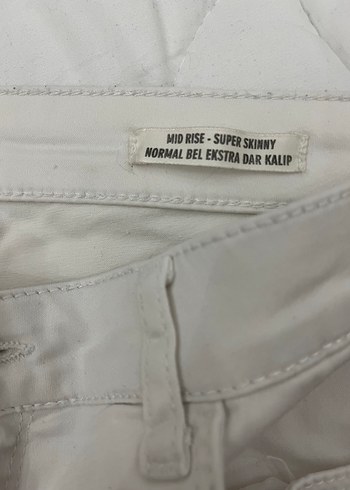 MID RISE - SUPER SKINNY
NORMAL BEL EKSTRA DAR KALIP